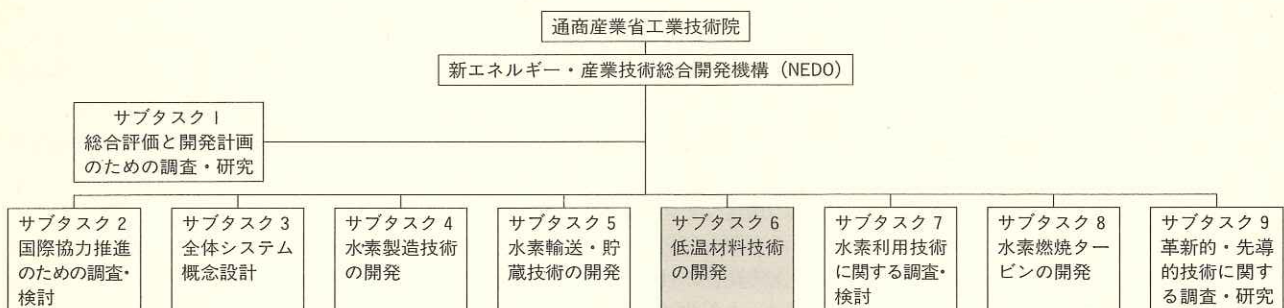 通商産業省工業技術院
新エネルギー・産業技術総合開発機構（NEDO）
サブタスク1
総合評価と開発計画
のための調査・研究
サブタスク2
国際協力推進
のための調査・
検討
サブタスク3
全体システム
概念設計
サブタスク4
水素製造技術
の開発
サブタスク5
水素輸送・貯
蔵技術の開発
サブタスク6
低温材料技術
の開発
サブタスク7
水素利用技術
に関する調査・
検討
サブタスク8
水素燃焼ター
ビンの開発
サブタスク9
革新的・先導
的技術に関す
る調査・研究